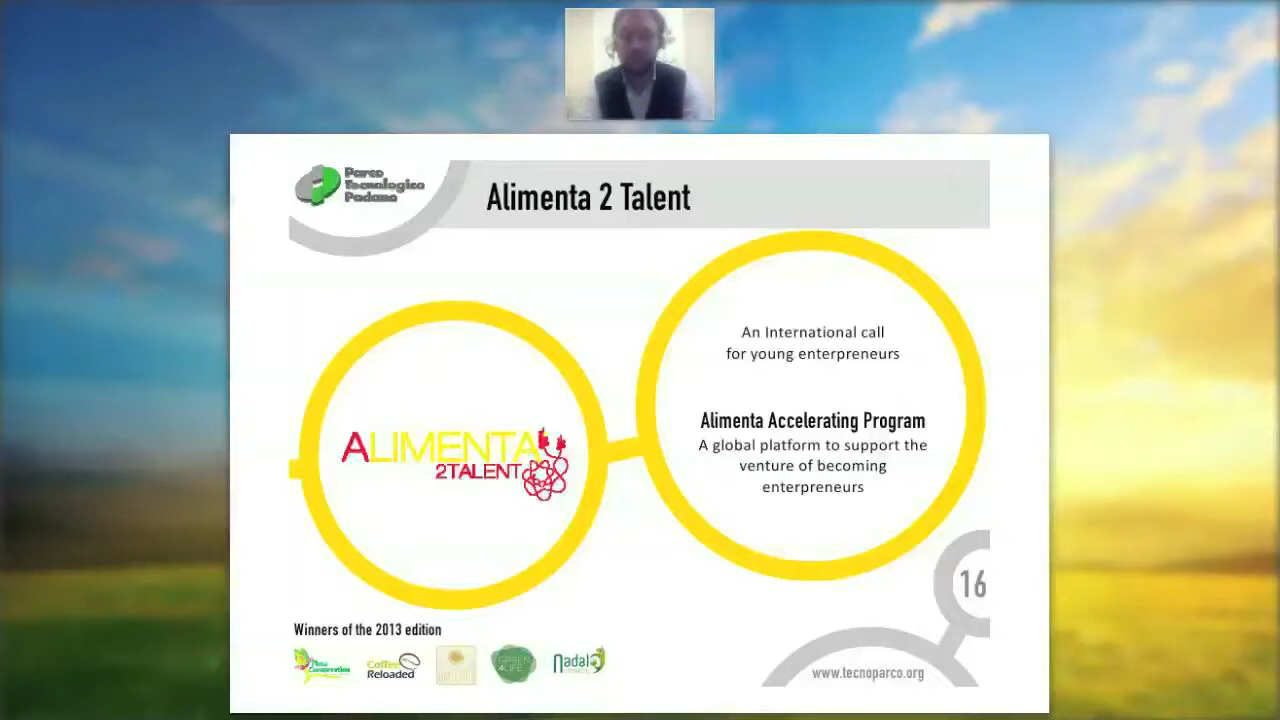 Parco
Tecnologico
Padano
Alimenta 2 Talent
An International call
for young enterpreneurs
Alimenta Accelerating Program
A global platform to support the
venture of becoming
enterpreneurs
ALIMENTA
2TALENT
16
Winners of the 2013 edition
Coffee
Reloaded
GREEN
4LIFE
nadal
www.tecnoparco.org